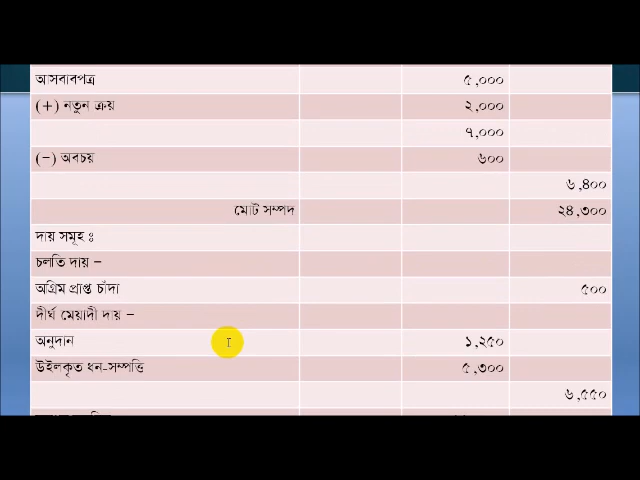 আসবাবপত্র ৫,০০০
(+) নতুন ক্রয় ২,০০০
৭,০০০
(-) অবচয় ৬০০
৬,৪০০
মোট সম্পদ ২৪,৩০০
দায় সমূহ ঃ
চলতি দায় –
অগ্রিম প্রাপ্ত চাঁদা ৫০০
দীর্ঘ মেয়াদী দায় –
অনুদান ১,২৫০
উইলকৃত ধন-সম্পত্তি ৫,৩০০
৬,৫৫০